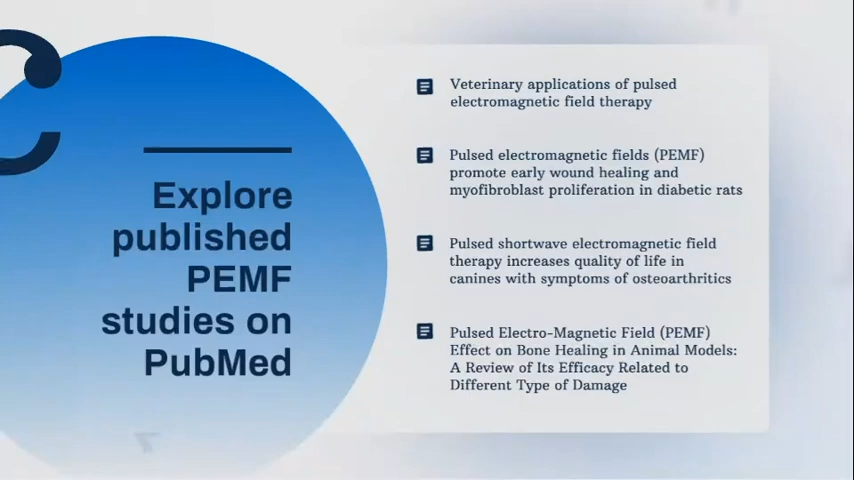 Explore
published
PEMF
studies on
PubMed
Veterinary applications of pulsed
electromagnetic field therapy
Pulsed electromagnetic fields (PEMF)
promote early wound healing and
myofibroblast proliferation in diabetic rats
Pulsed shortwave electromagnetic field
therapy increases quality of life in
canines with symptoms of osteoarthritics
Pulsed Electro-Magnetic Field (PEMF)
Effect on Bone Healing in Animal Models:
A Review of Its Efficacy Related to
Different Type of Damage